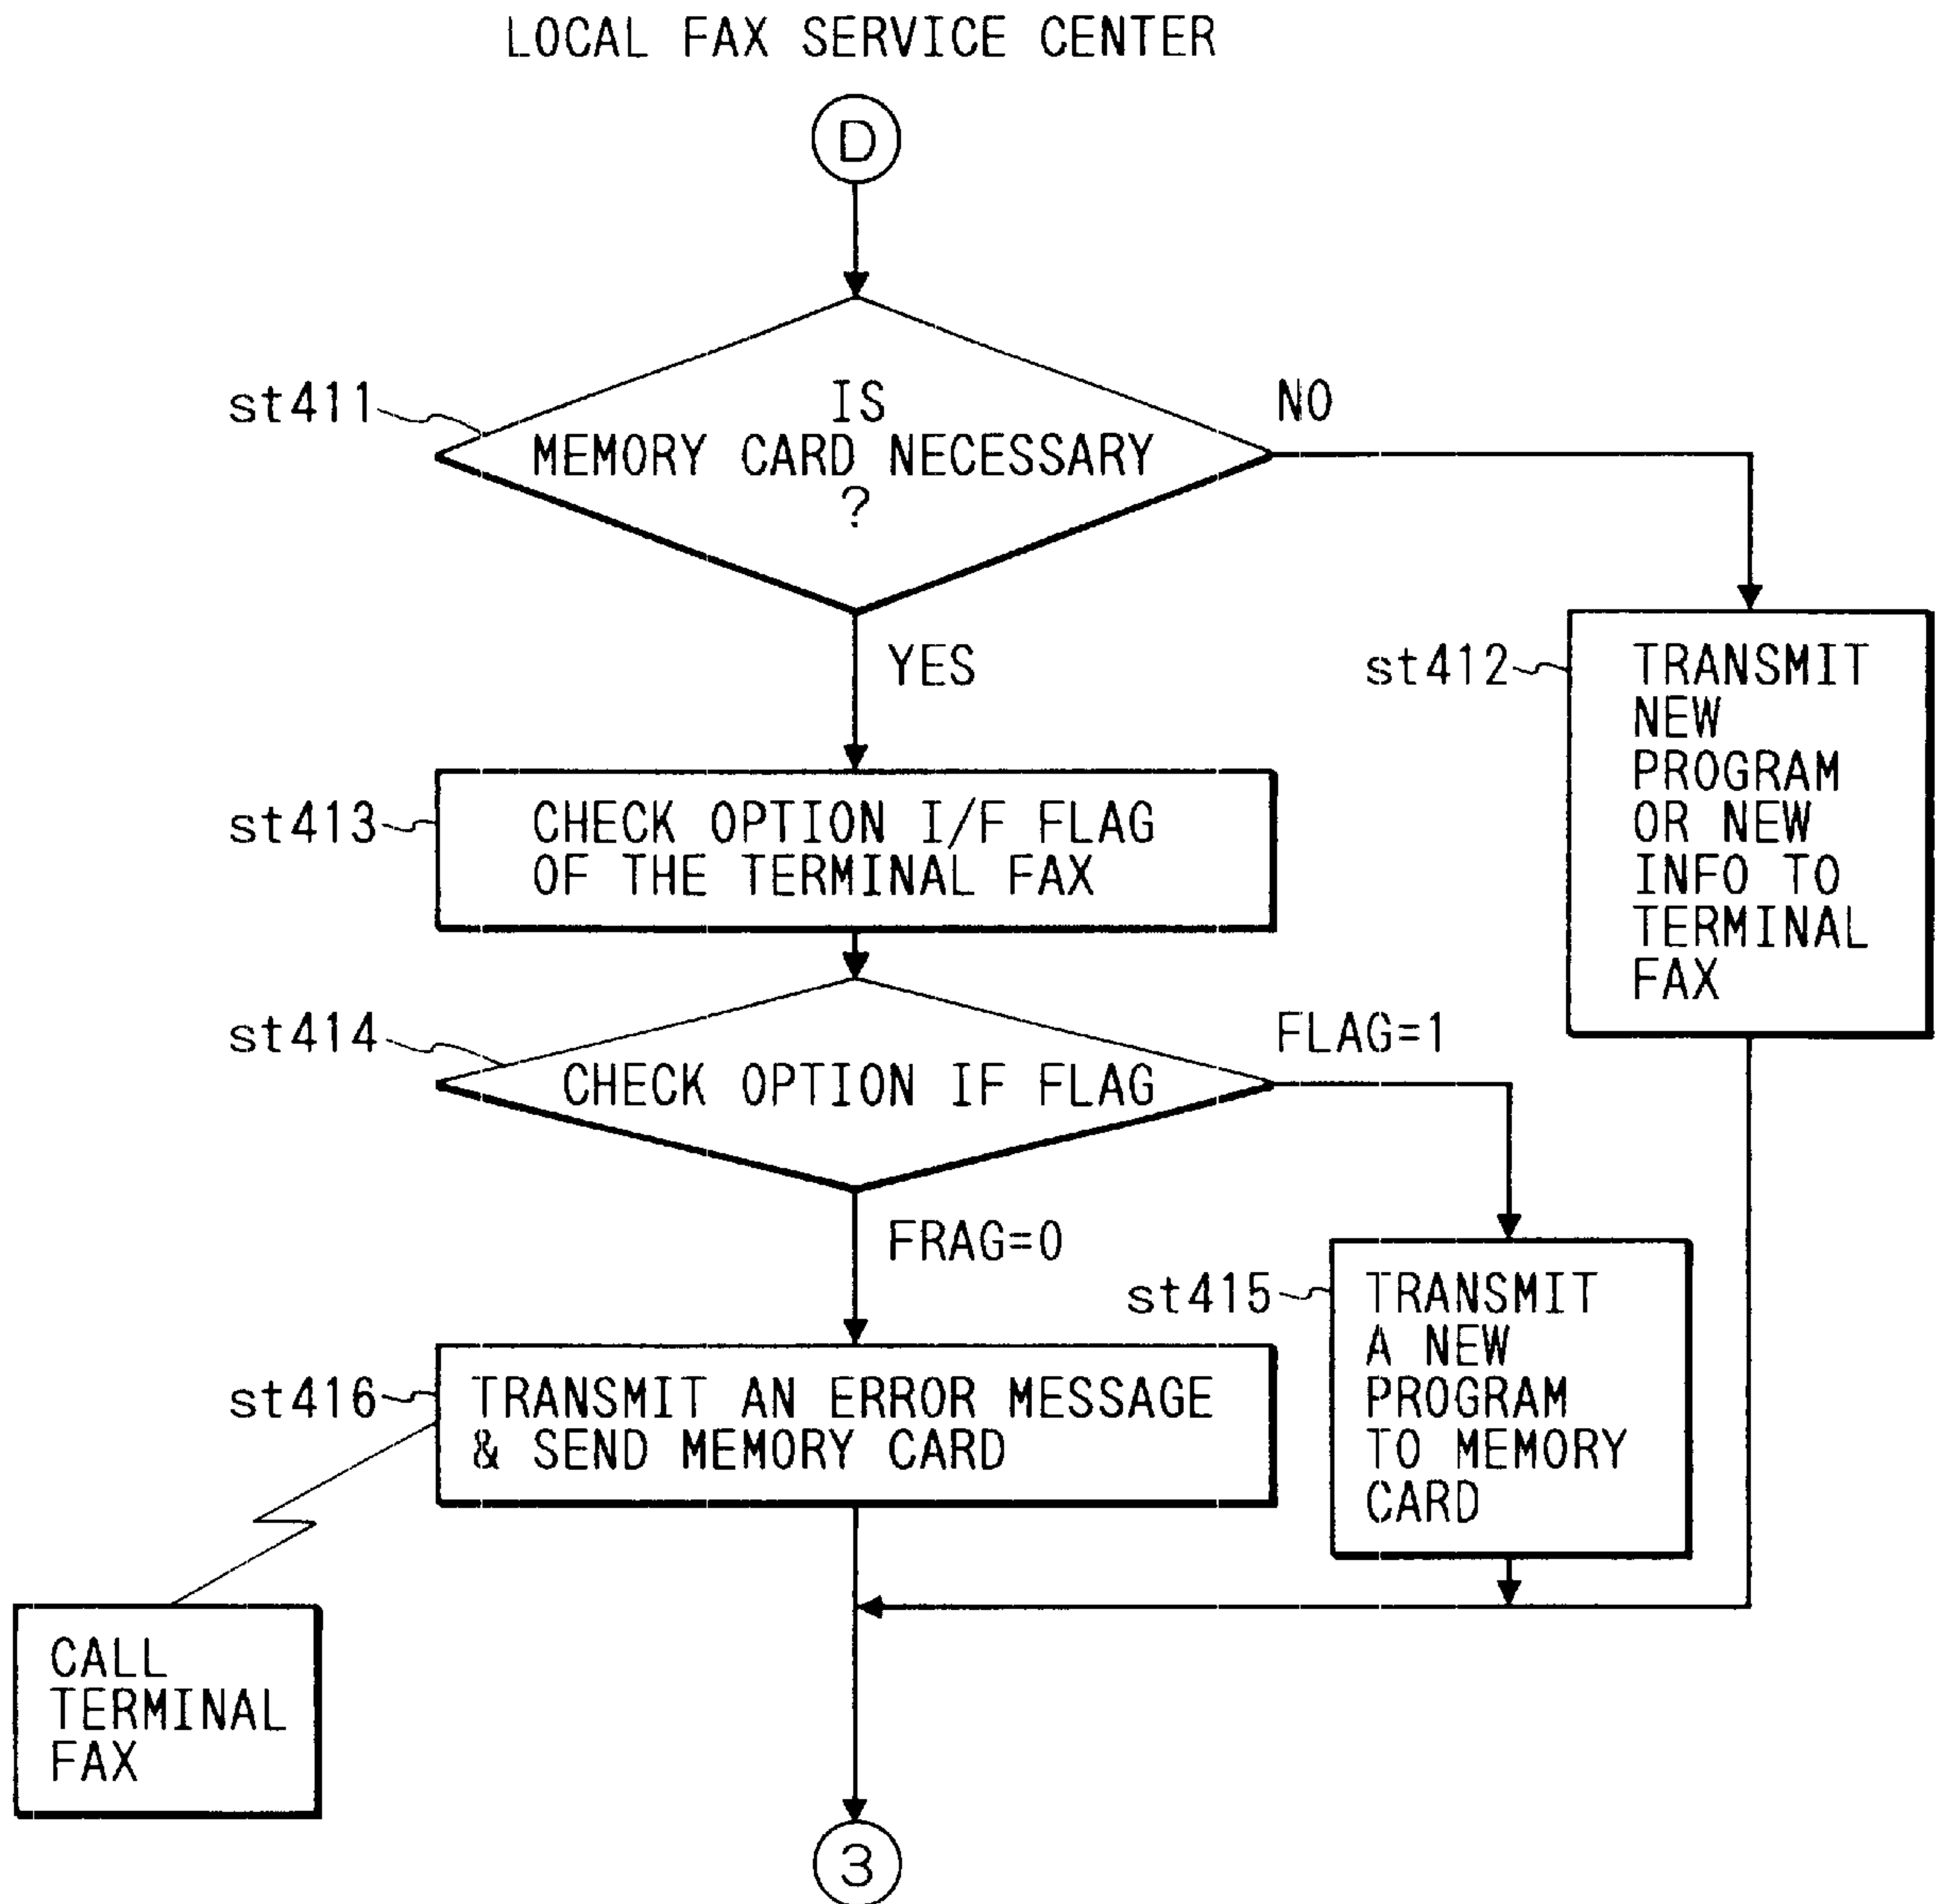 LOCAL FAX SERVICE CENTER
D
st411
IS
MEMORY CARD NECESSARY
?
NO
YES
st412
TRANSMIT
NEW
PROGRAM
OR NEW
INFO TO
TERMINAL
FAX
st413
CHECK OPTION I/F FLAG
OF THE TERMINAL FAX
st414
CHECK OPTION IF FLAG
FLAG=1
FRAG=0
st415
TRANSMIT
A NEW
PROGRAM
TO MEMORY
CARD
st416
TRANSMIT AN ERROR MESSAGE
& SEND MEMORY CARD
CALL
TERMINAL
FAX
3